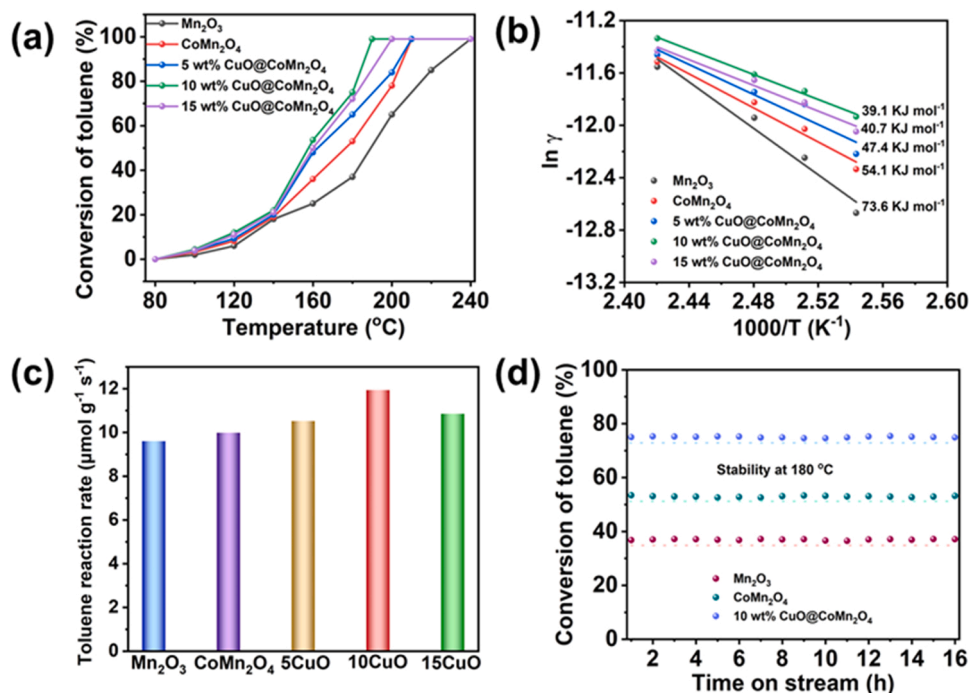 (a)
Conversion of toluene (%)
100
80
60
40
20
0
Mn₂O₃
CoMn₂O₄
5 wt% CuO@CoMn₂O₄
10 wt% CuO@CoMn₂O₄
15 wt% CuO@CoMn₂O₄
80 120 160 200 240
Temperature (°C)
(b)
ln γ
-11.2
-11.6
-12.0
-12.4
-12.8
-13.2
39.1 KJ mol⁻¹
40.7 KJ mol⁻¹
47.4 KJ mol⁻¹
54.1 KJ mol⁻¹
73.6 KJ mol⁻¹
Mn₂O₃
CoMn₂O₄
5 wt% CuO@CoMn₂O₄
10 wt% CuO@CoMn₂O₄
15 wt% CuO@CoMn₂O₄
2.40 2.44 2.48 2.52 2.56 2.60
1000/T (K⁻¹)
(c)
Toluene reaction rate (μmol g⁻¹ s⁻¹)
12
10
8
6
4
2
0
Mn₂O₃ CoMn₂O₄ 5CuO 10CuO 15CuO
(d)
Conversion of toluene (%)
100
80
60
40
20
0
Stability at 180 °C
Mn₂O₃
CoMn₂O₄
10 wt% CuO@CoMn₂O₄
2 4 6 8 10 12 14 16
Time on stream (h)